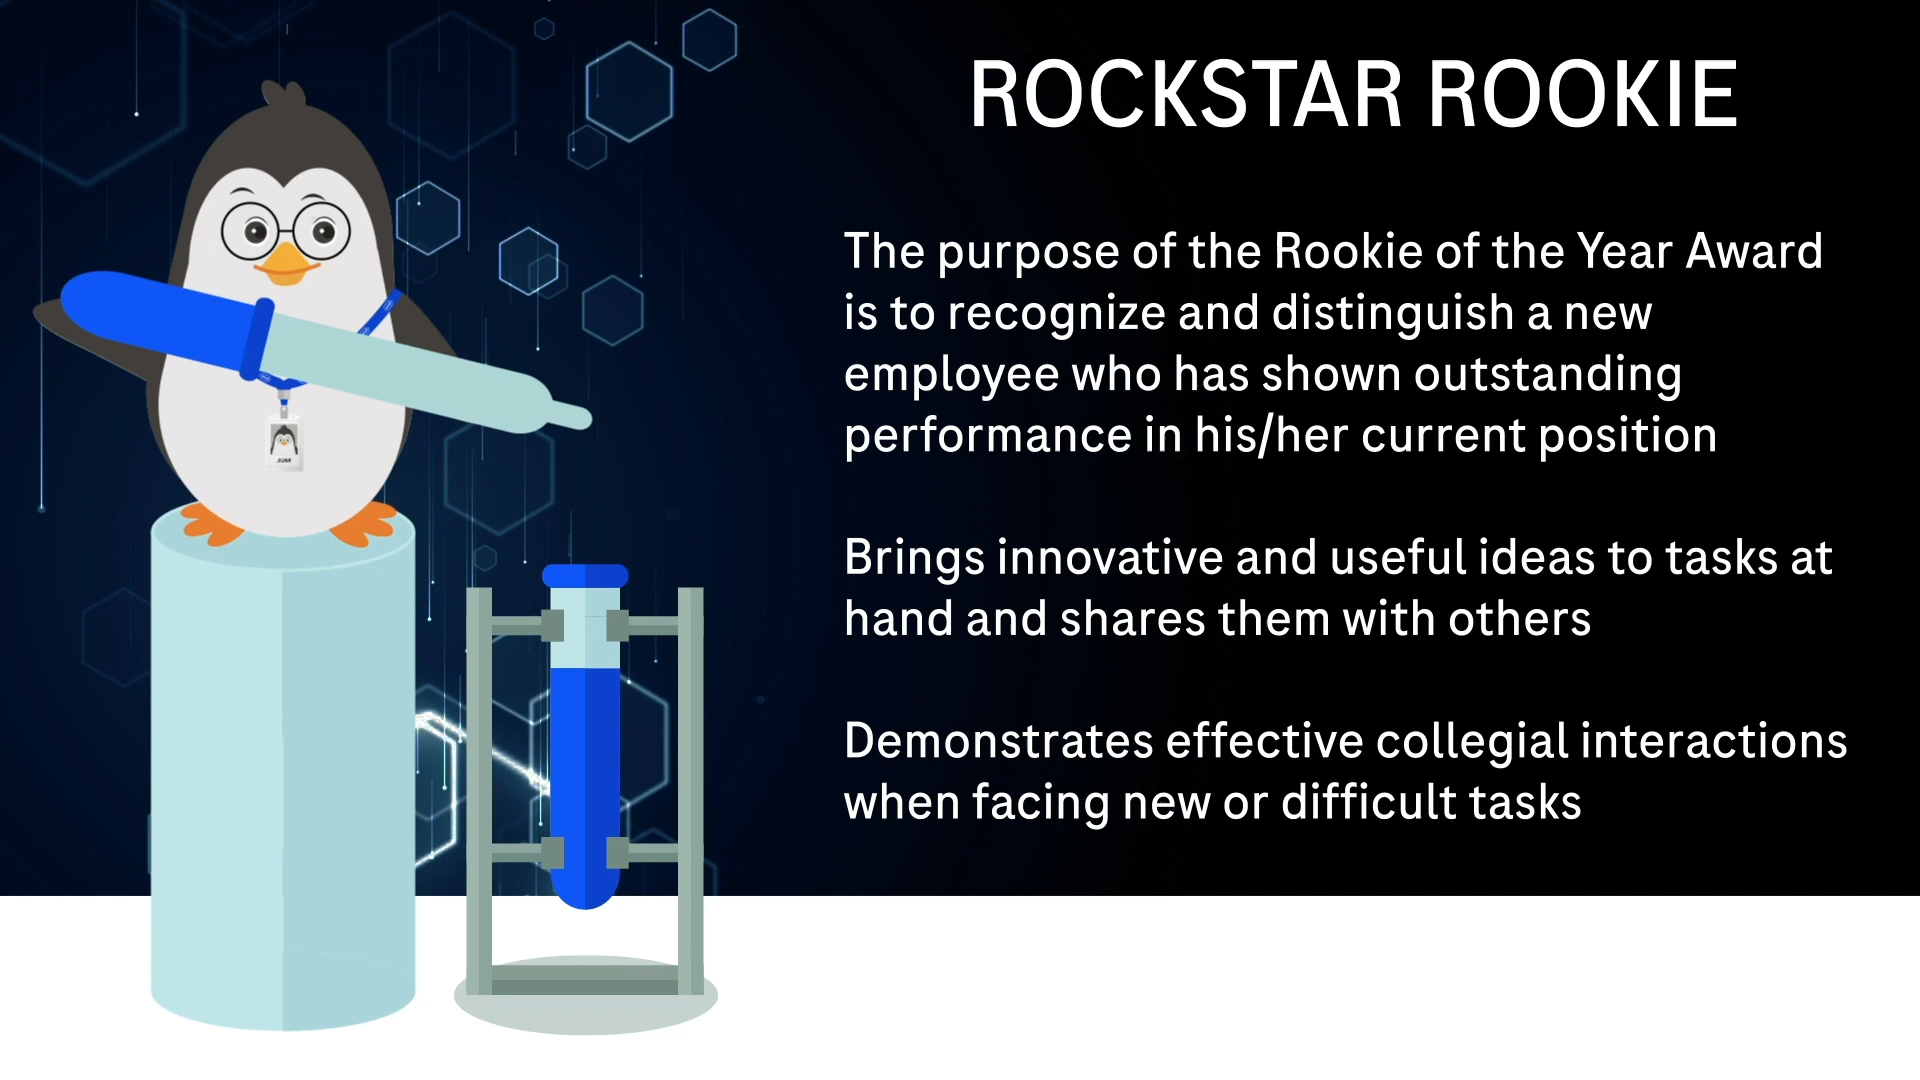 ROCKSTAR ROOKIE
The purpose of the Rookie of the Year Award
is to recognize and distinguish a new
employee who has shown outstanding
performance in his/her current position
Brings innovative and useful ideas to tasks at
hand and shares them with others
Demonstrates effective collegial interactions
when facing new or difficult tasks